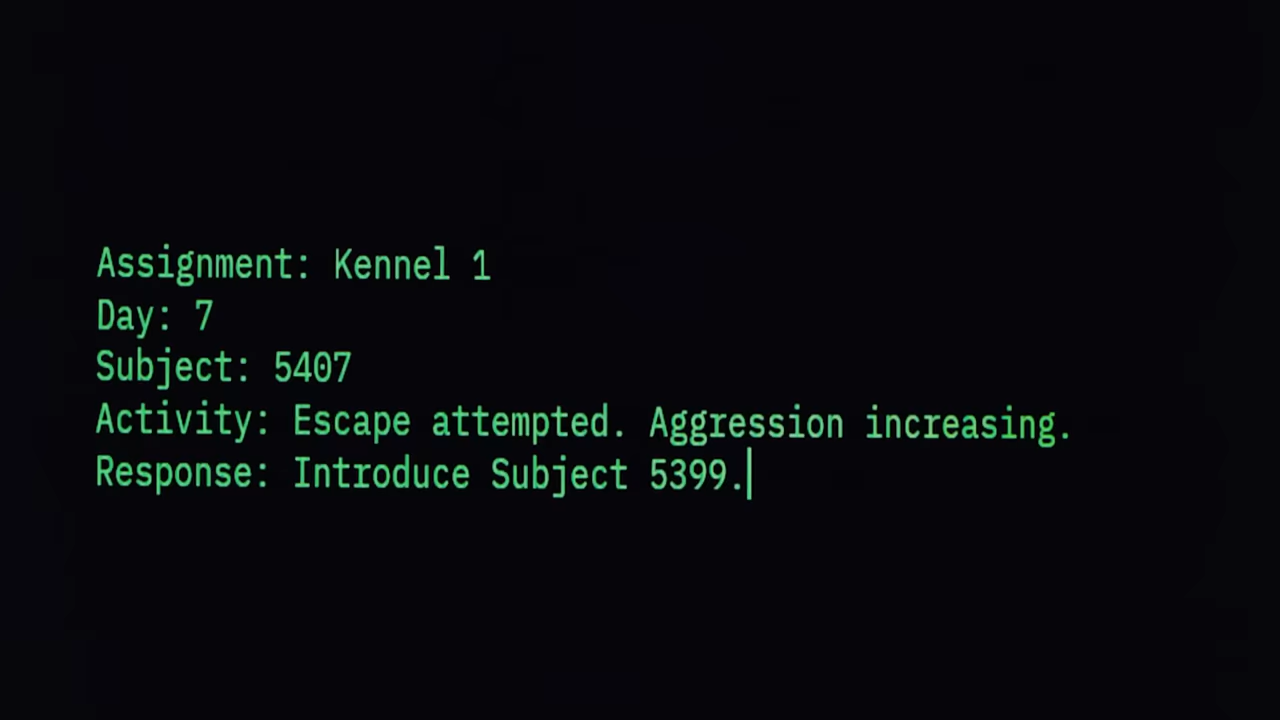 Assignment: Kennel 1
Day: 7
Subject: 5407
Activity: Escape attempted. Aggression increasing.
Response: Introduce Subject 5399.